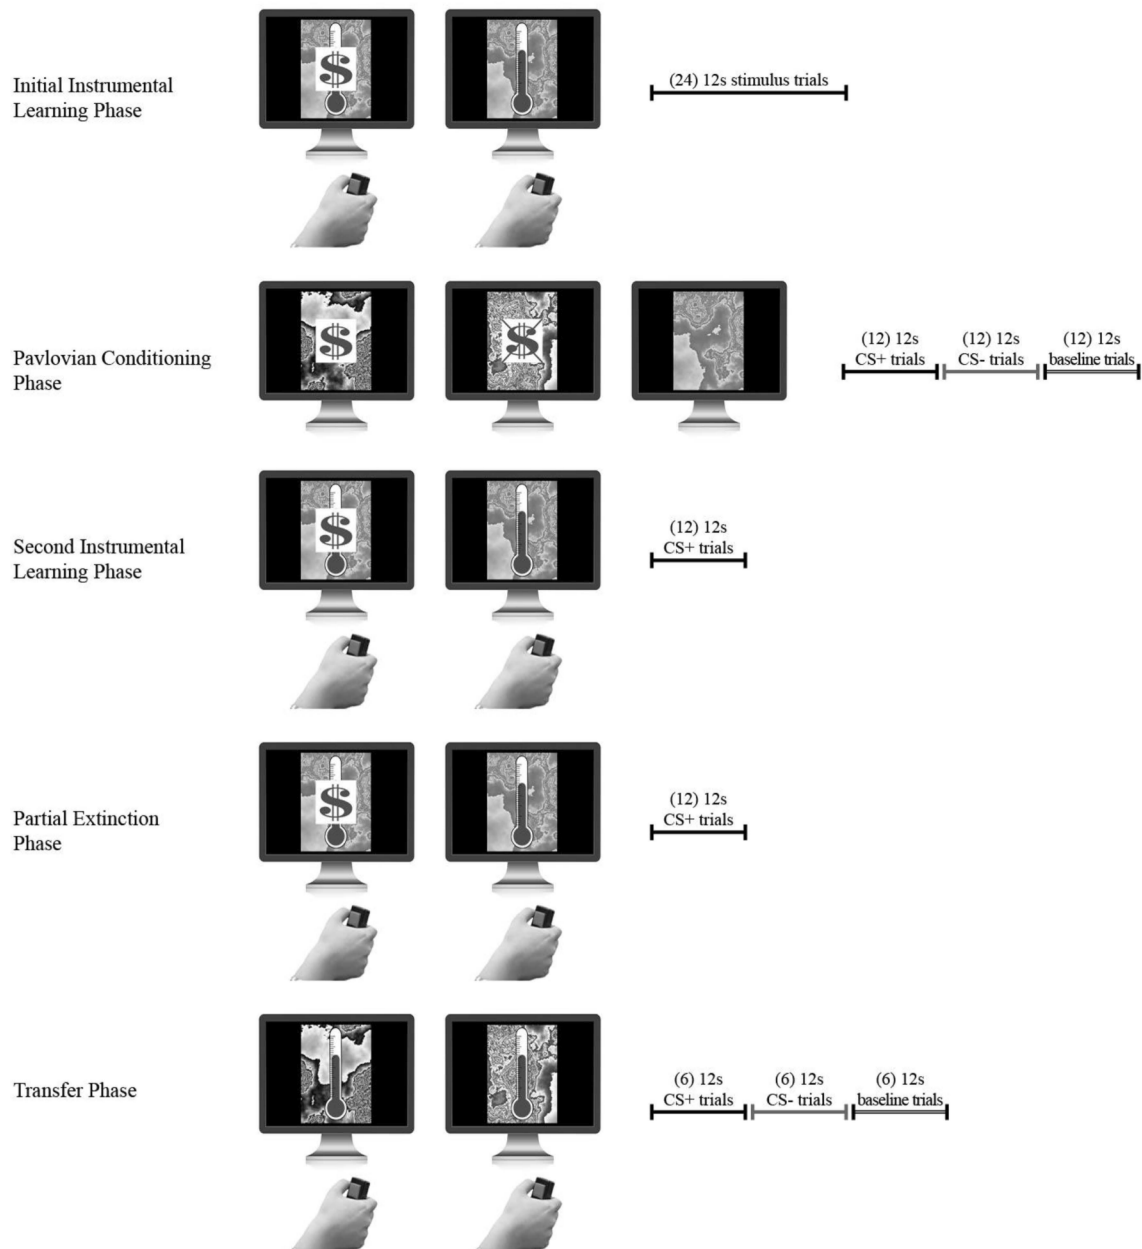 Initial Instrumental
Learning Phase
$
(24) 12s stimulus trials
Pavlovian Conditioning
Phase
$
$
(12) 12s
CS+ trials
(12) 12s
CS- trials
(12) 12s
baseline trials
Second Instrumental
Learning Phase
$
(12) 12s
CS+ trials
Partial Extinction
Phase
$
(12) 12s
CS+ trials
Transfer Phase
(6) 12s
CS+ trials
(6) 12s
CS- trials
(6) 12s
baseline trials